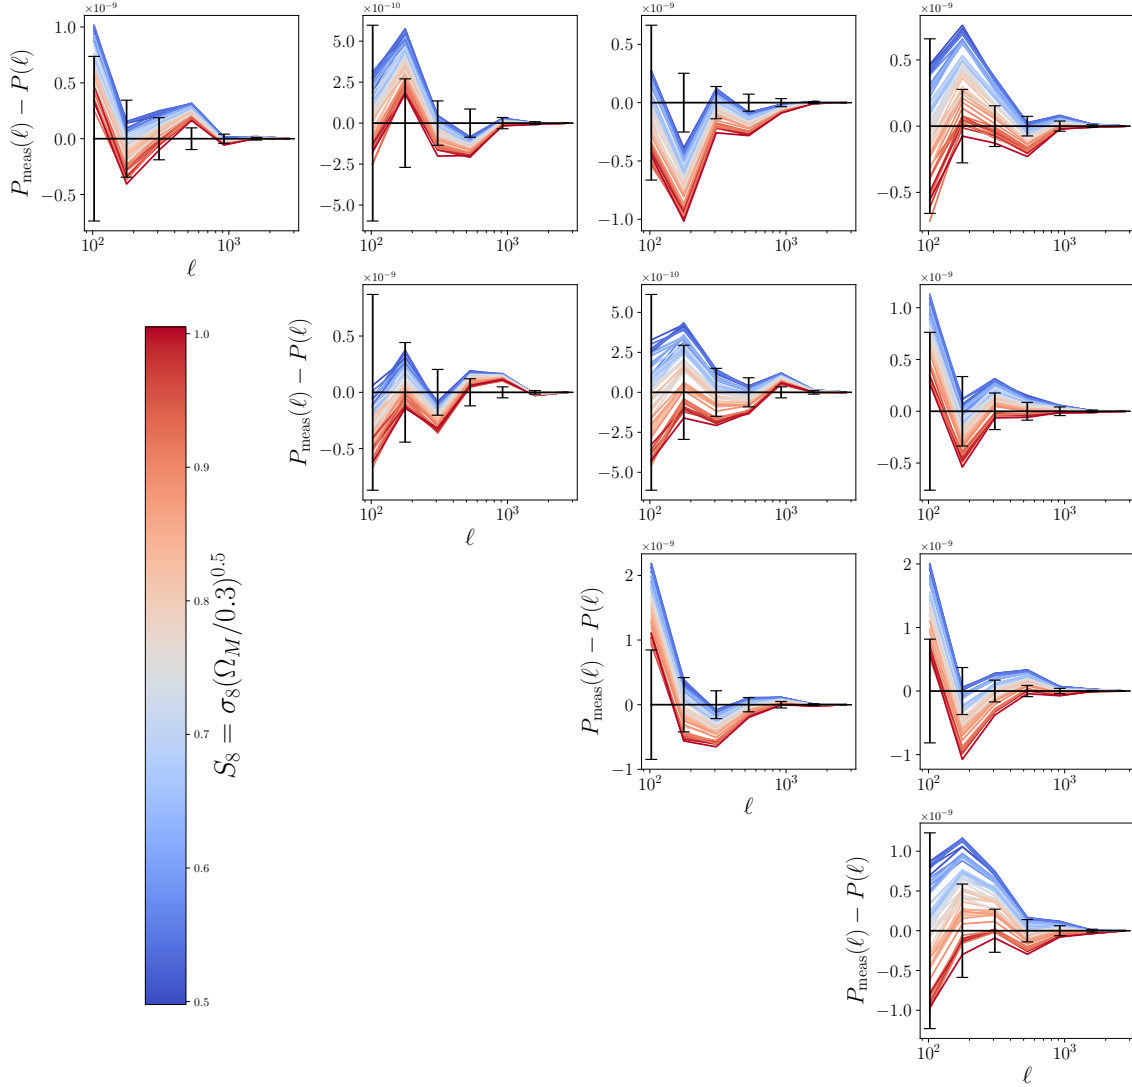 ×10⁻⁹ ×10⁻¹⁰ ×10⁻⁹ ×10⁻⁹
P_meas(ℓ) − P(ℓ)
1.0 0.5 0.0 −0.5
5.0 2.5 0.0 −2.5 −5.0
0.5 0.0 −0.5 −1.0
0.5 0.0 −0.5
10² 10³ 10² 10³ 10² 10³ 10² 10³
ℓ
×10⁻⁹ ×10⁻¹⁰ ×10⁻⁹
P_meas(ℓ) − P(ℓ)
0.5 0.0 −0.5
5.0 2.5 0.0 −2.5 −5.0
1.0 0.5 0.0 −0.5
10² 10³ 10² 10³ 10² 10³
ℓ
1.0
0.9
0.8
0.7
0.6
0.5
S₈ = σ₈(Ω_M/0.3)^0.5
×10⁻⁹ ×10⁻⁹
P_meas(ℓ) − P(ℓ)
2 1 0 −1
2 1 0 −1
10² 10³ 10² 10³
ℓ
×10⁻⁹
P_meas(ℓ) − P(ℓ)
1.0 0.5 0.0 −0.5 −1.0
10² 10³
ℓ